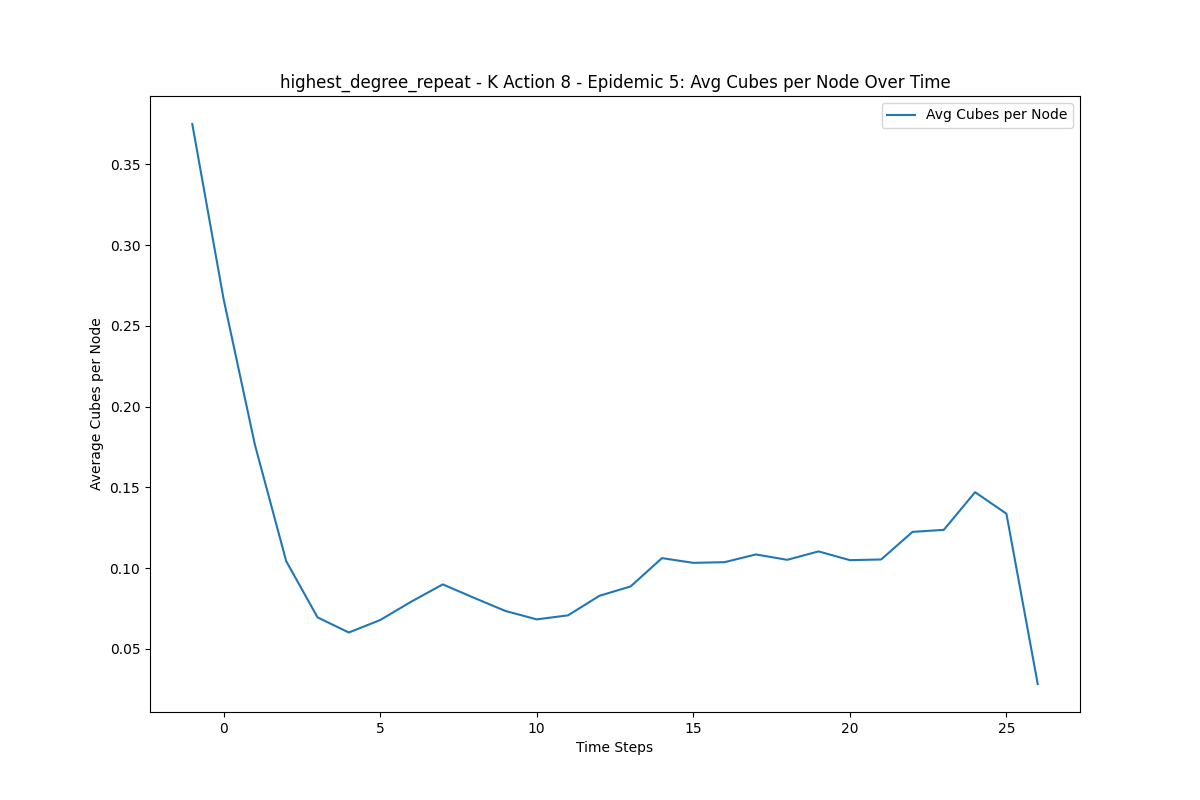 highest_degree_repeat - K Action 8 - Epidemic 5: Avg Cubes per Node Over Time
Avg Cubes per Node
Average Cubes per Node
0.35
0.30
0.25
0.20
0.15
0.10
0.05
0 5 10 15 20 25
Time Steps